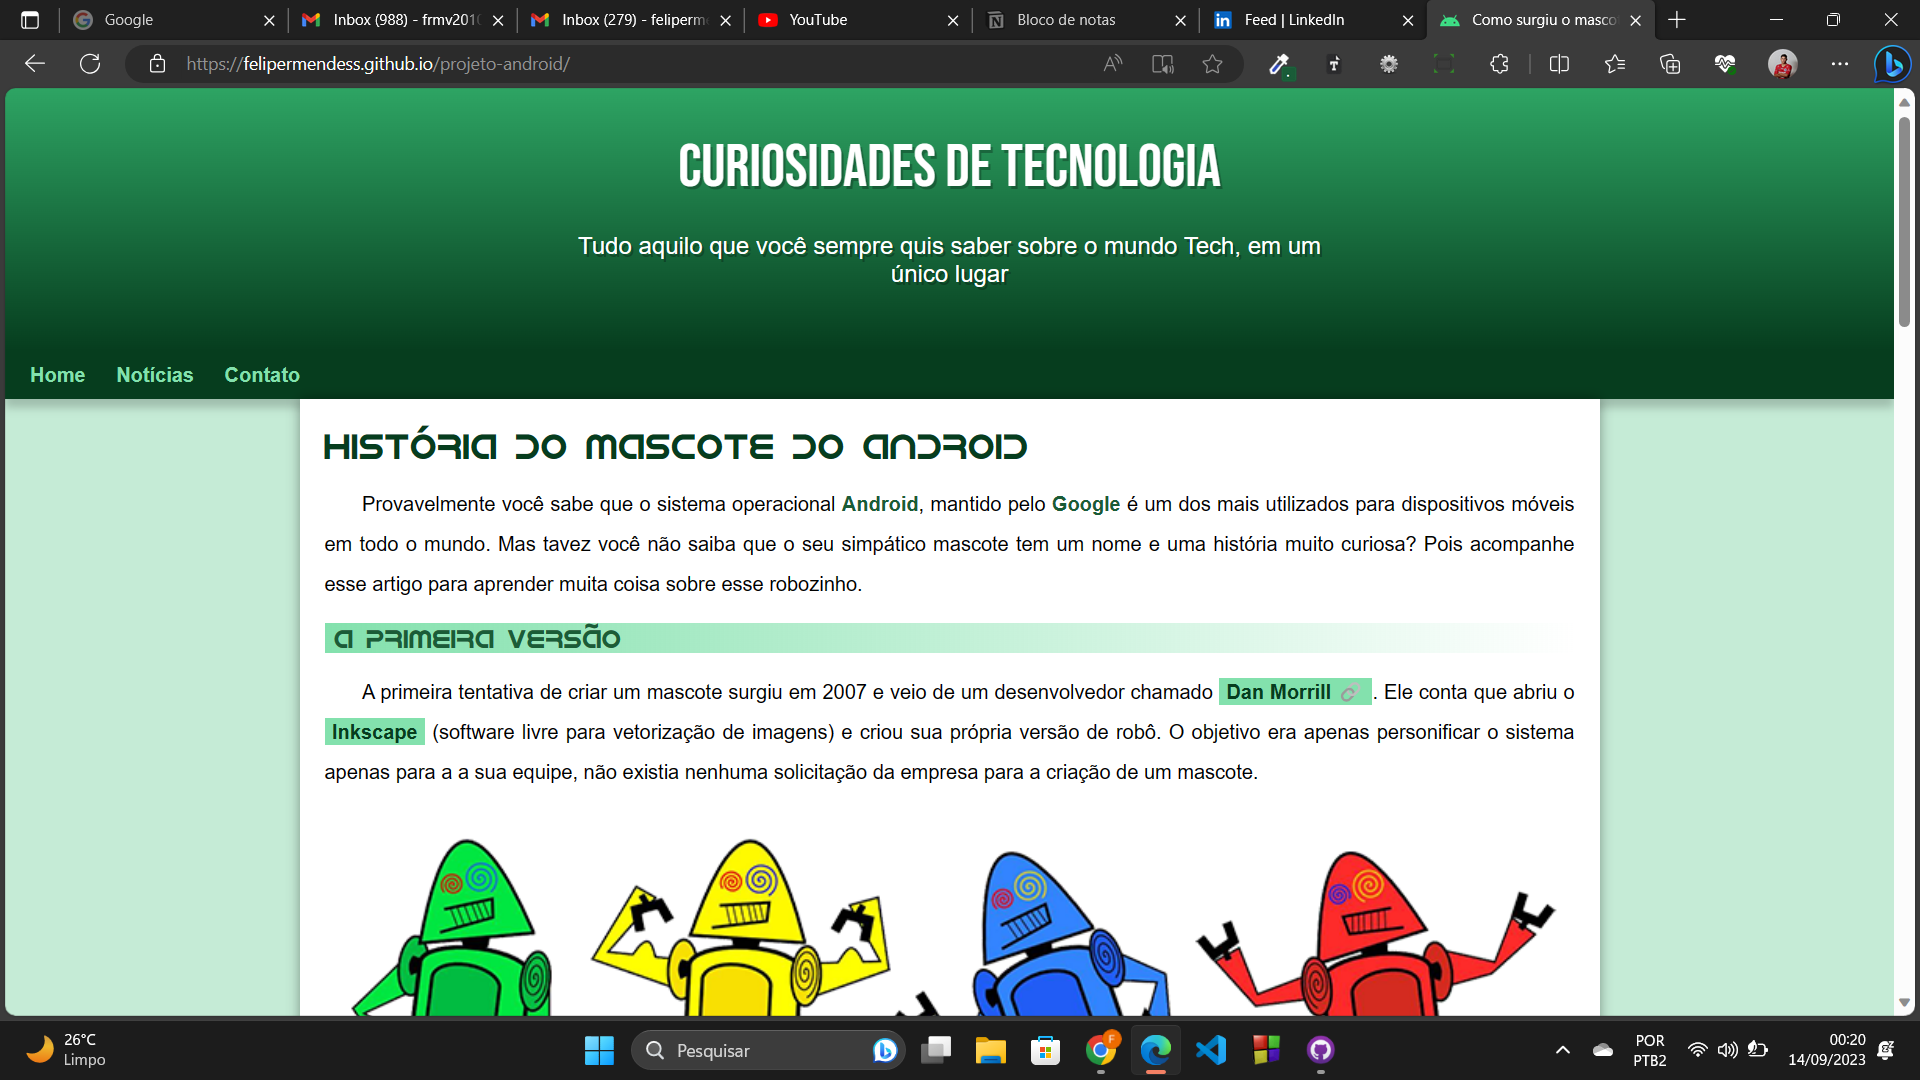 Google
Inbox (988) - frmv201
Inbox (279) - feliperm
YouTube
Bloco de notas
Feed | LinkedIn
Como surgiu o masco
https://felipermendess.github.io/projeto-android/
CURIOSIDADES DE TECNOLOGIA
Tudo aquilo que você sempre quis saber sobre o mundo Tech, em um
único lugar
Home Notícias Contato
HISTÓRIA DO MASCOTE DO ANDROID
Provavelmente você sabe que o sistema operacional Android, mantido pelo Google é um dos mais utilizados para dispositivos móveis
em todo o mundo. Mas tavez você não saiba que o seu simpático mascote tem um nome e uma história muito curiosa? Pois acompanhe
esse artigo para aprender muita coisa sobre esse robozinho.
A PRIMEIRA VERSÃO
A primeira tentativa de criar um mascote surgiu em 2007 e veio de um desenvolvedor chamado Dan Morrill . Ele conta que abriu o
Inkscape (software livre para vetorização de imagens) e criou sua própria versão de robô. O objetivo era apenas personificar o sistema
apenas para a a sua equipe, não existia nenhuma solicitação da empresa para a criação de um mascote.
26°C
Limpo
Pesquisar
F
POR
PTB2
00:20
14/09/2023